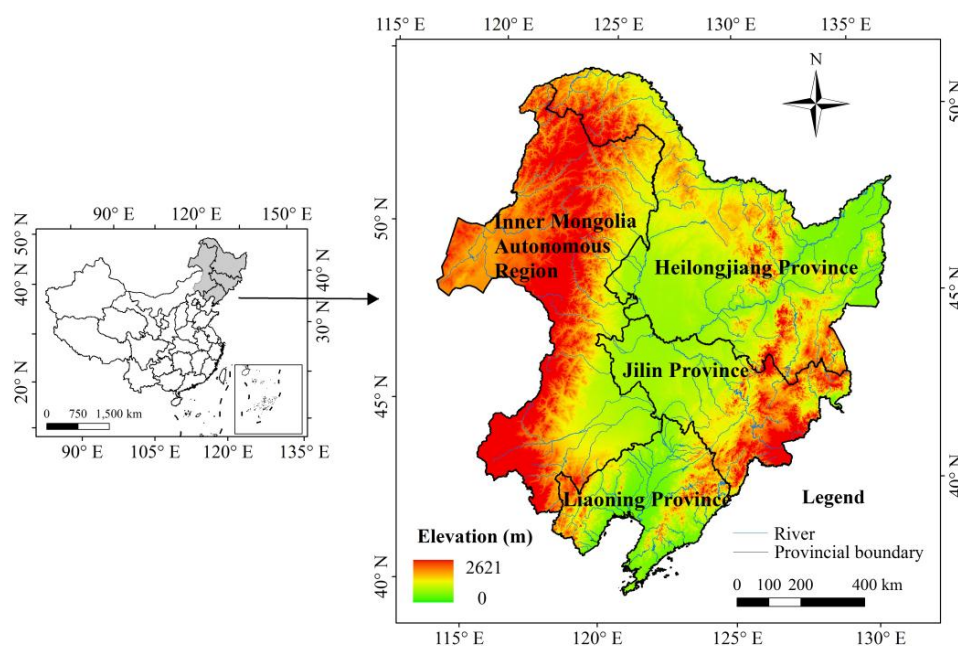 90° E 120° E 150° E
50° N
40° N
30° N
20° N
40° N
30° N
0 750 1,500 km
90° E 105° E 120° E 135° E
115° E 120° E 125° E 130° E 135° E
N
50° N
45° N
40° N
50° N
45° N
40° N
Inner Mongolia
Autonomous
Region
Heilongjiang Province
Jilin Province
Liaoning Province
Elevation (m)
2621
0
Legend
River
Provincial boundary
0 100 200 400 km
115° E 120° E 125° E 130° E